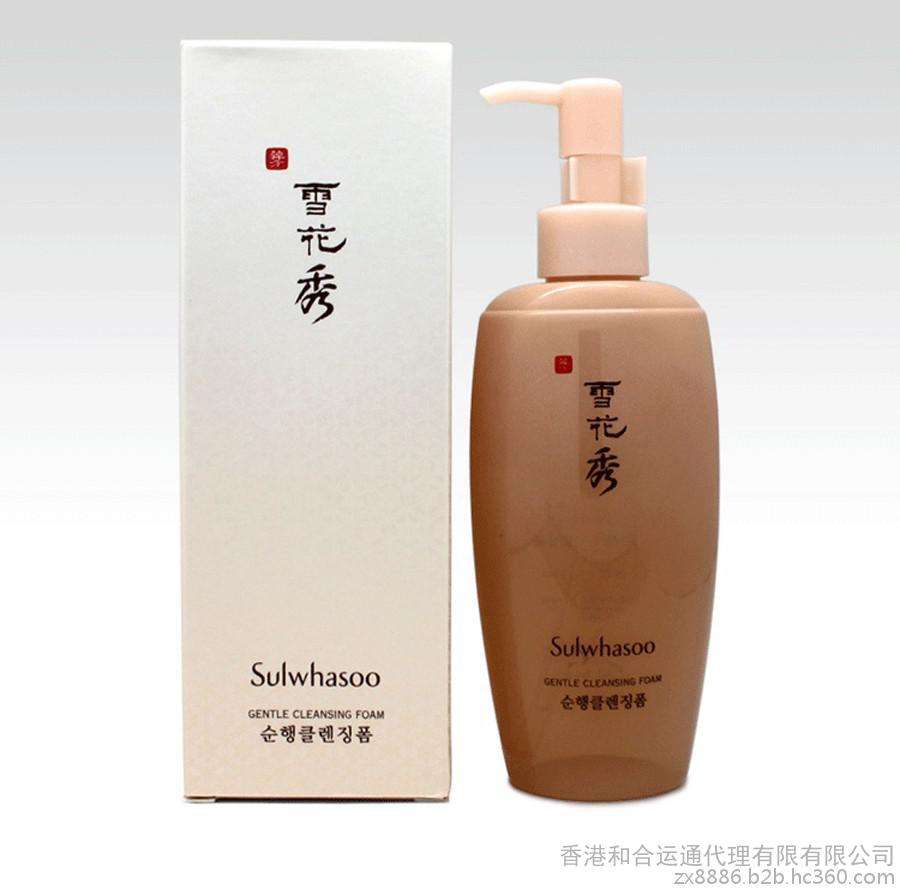 雪
花
秀
Sulwhasoo
GENTLE CLEANSING FOAM
순행클렌징폼
雪
花
秀
Sulwhasoo
GENTLE CLEANSING FOAM
순행클렌징폼
香港和合运通代理有限有限公司
zx8886.b2b.hc360.com